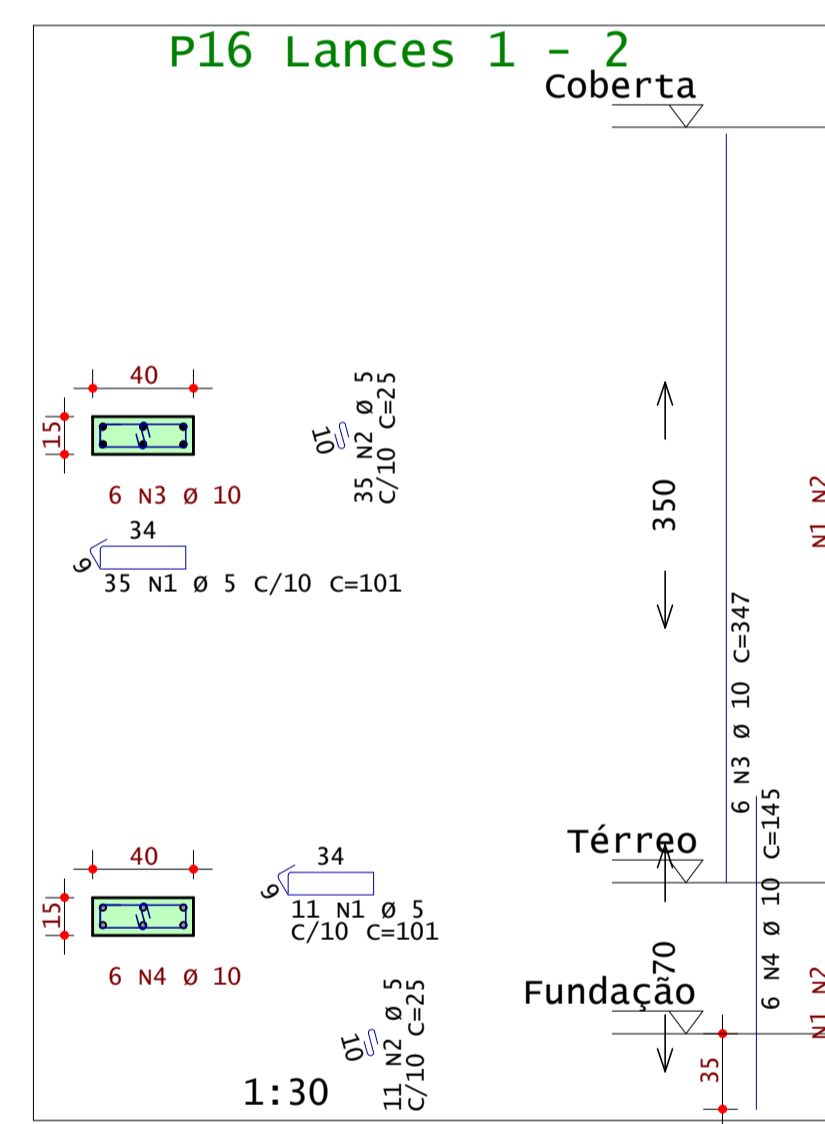 P16 Lances 1 - 2
Coberta
40
15
6 N3 Ø 10
10
35 N2 Ø 5
C/10 C=25
34
9
35 N1 Ø 5 C/10 C=101
350
N1 N2
6 N3 Ø 10 C=347
Térreo
40
15
6 N4 Ø 10
34
9
11 N1 Ø 5
C/10 C=101
10
11 N2 Ø 5
C/10 C=25
70
6 N4 Ø 10 C=145
N1 N2
Fundação
35
1:30